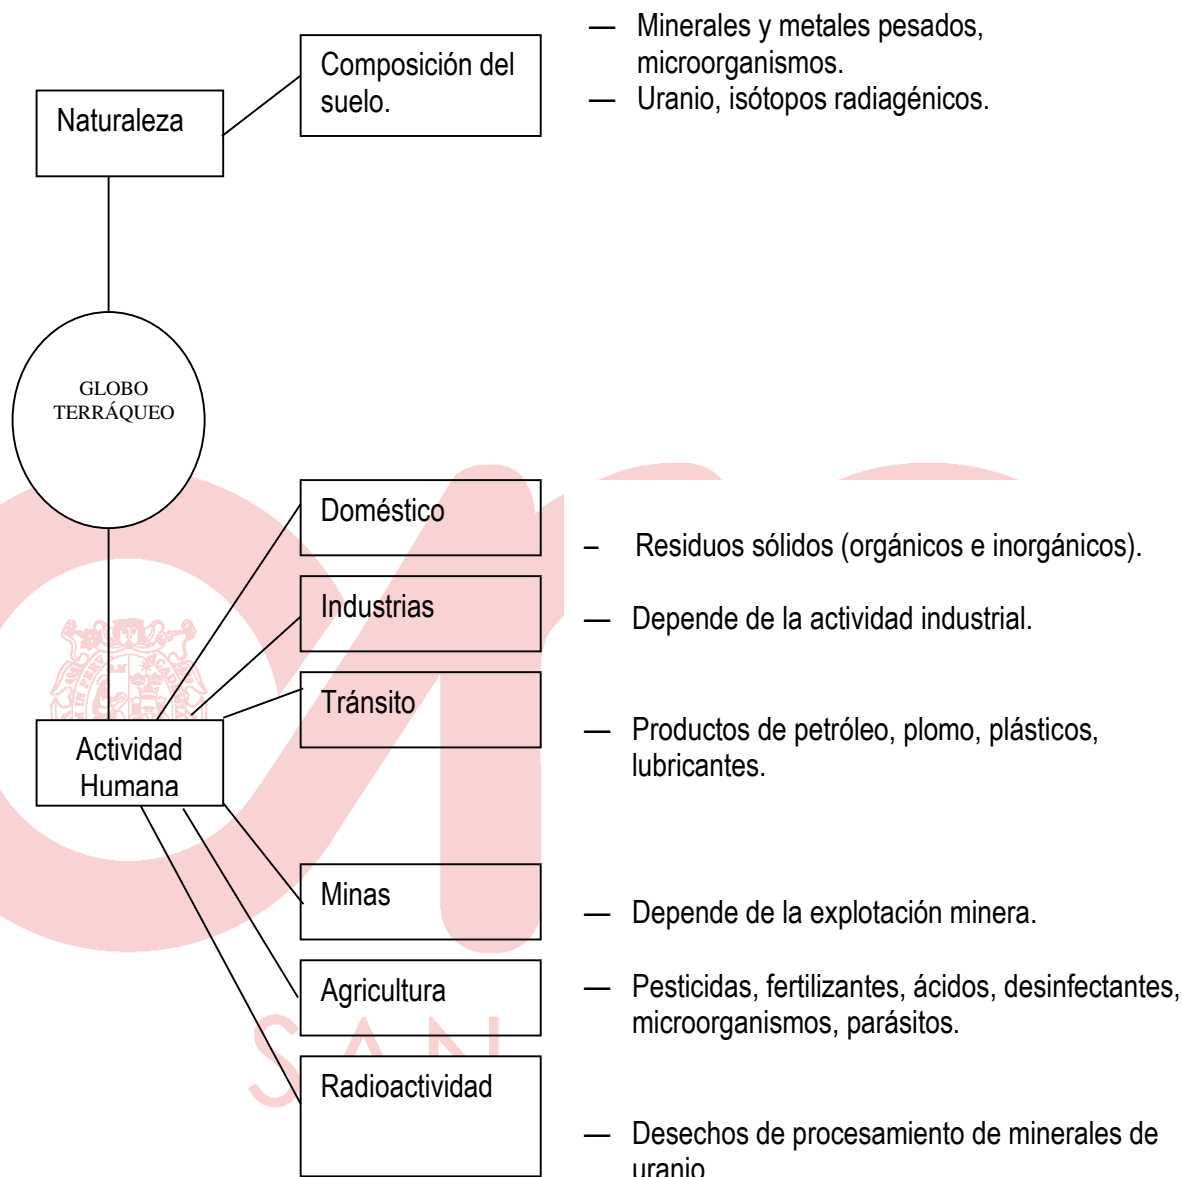 Naturaleza
Composición del
suelo.
— Minerales y metales pesados,
microorganismos.
— Uranio, isótopos radiagénicos.
GLOBO
TERRÁQUEO
Actividad
Humana
Doméstico
– Residuos sólidos (orgánicos e inorgánicos).
Industrias
— Depende de la actividad industrial.
Tránsito
— Productos de petróleo, plomo, plásticos,
lubricantes.
Minas
— Depende de la explotación minera.
Agricultura
— Pesticidas, fertilizantes, ácidos, desinfectantes,
microorganismos, parásitos.
SAN
Radioactividad
— Desechos de procesamiento de minerales de
uranio